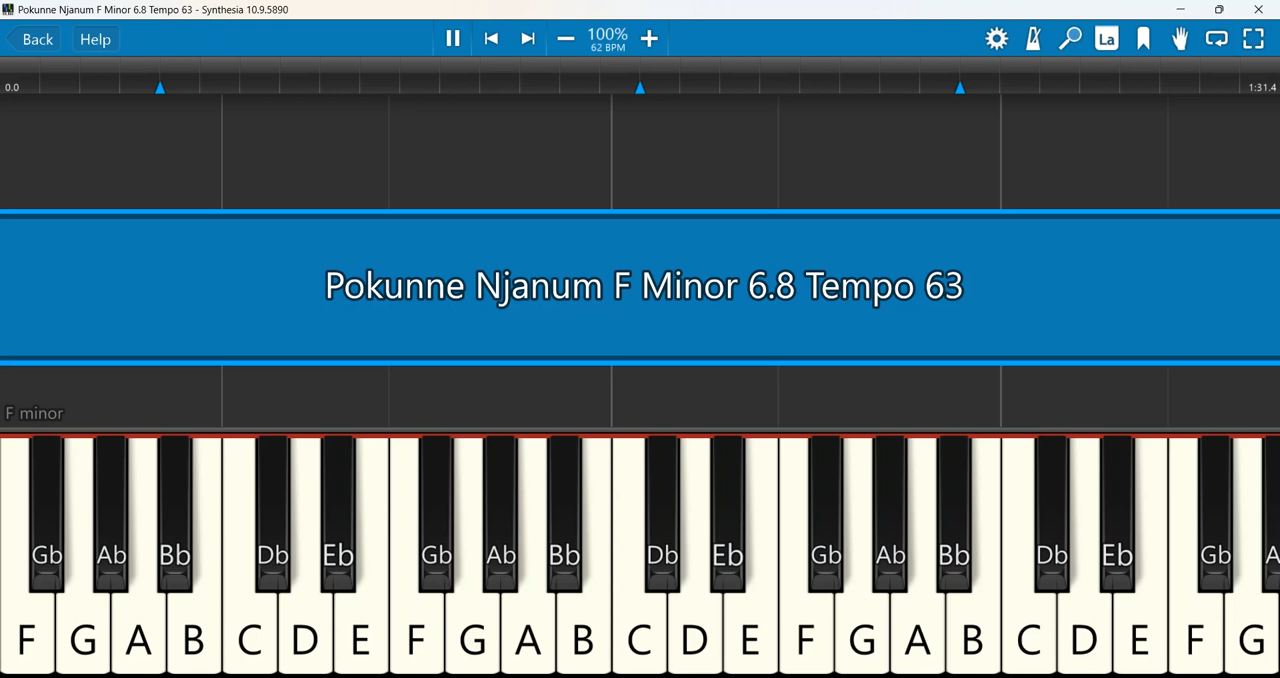 Pokunne Njanum F Minor 6.8 Tempo 63 - Synthesia 10.9.5890
Back Help 100% La
62 BPM
0.0 1:31.4
Pokunne Njanum F Minor 6.8 Tempo 63
F minor
Gb Ab Bb Db Eb Gb Ab Bb Db Eb Gb Ab Bb Db Eb Gb A
F G A B C D E F G A B C D E F G A B C D E F G